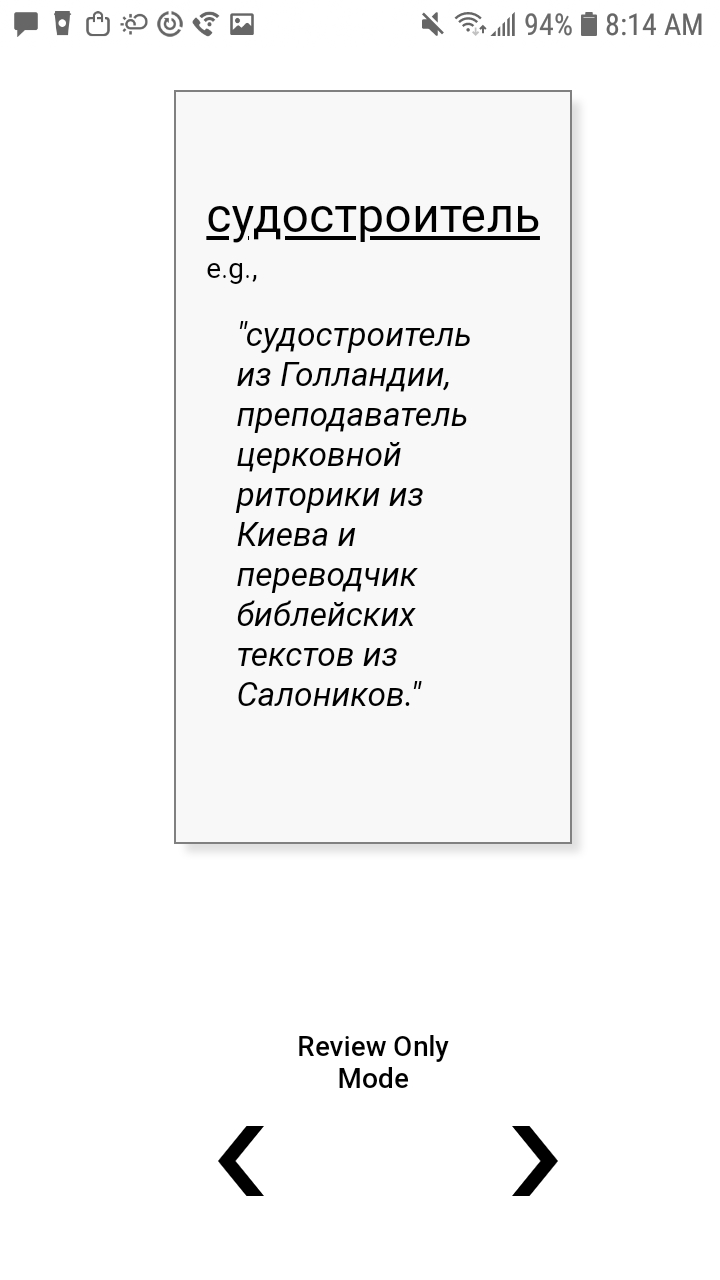 94% 8:14 AM
судостроитель
e.g.,
"судостроитель
из Голландии,
преподаватель
церковной
риторики из
Киева и
переводчик
библейских
текстов из
Салоников."
Review Only
Mode